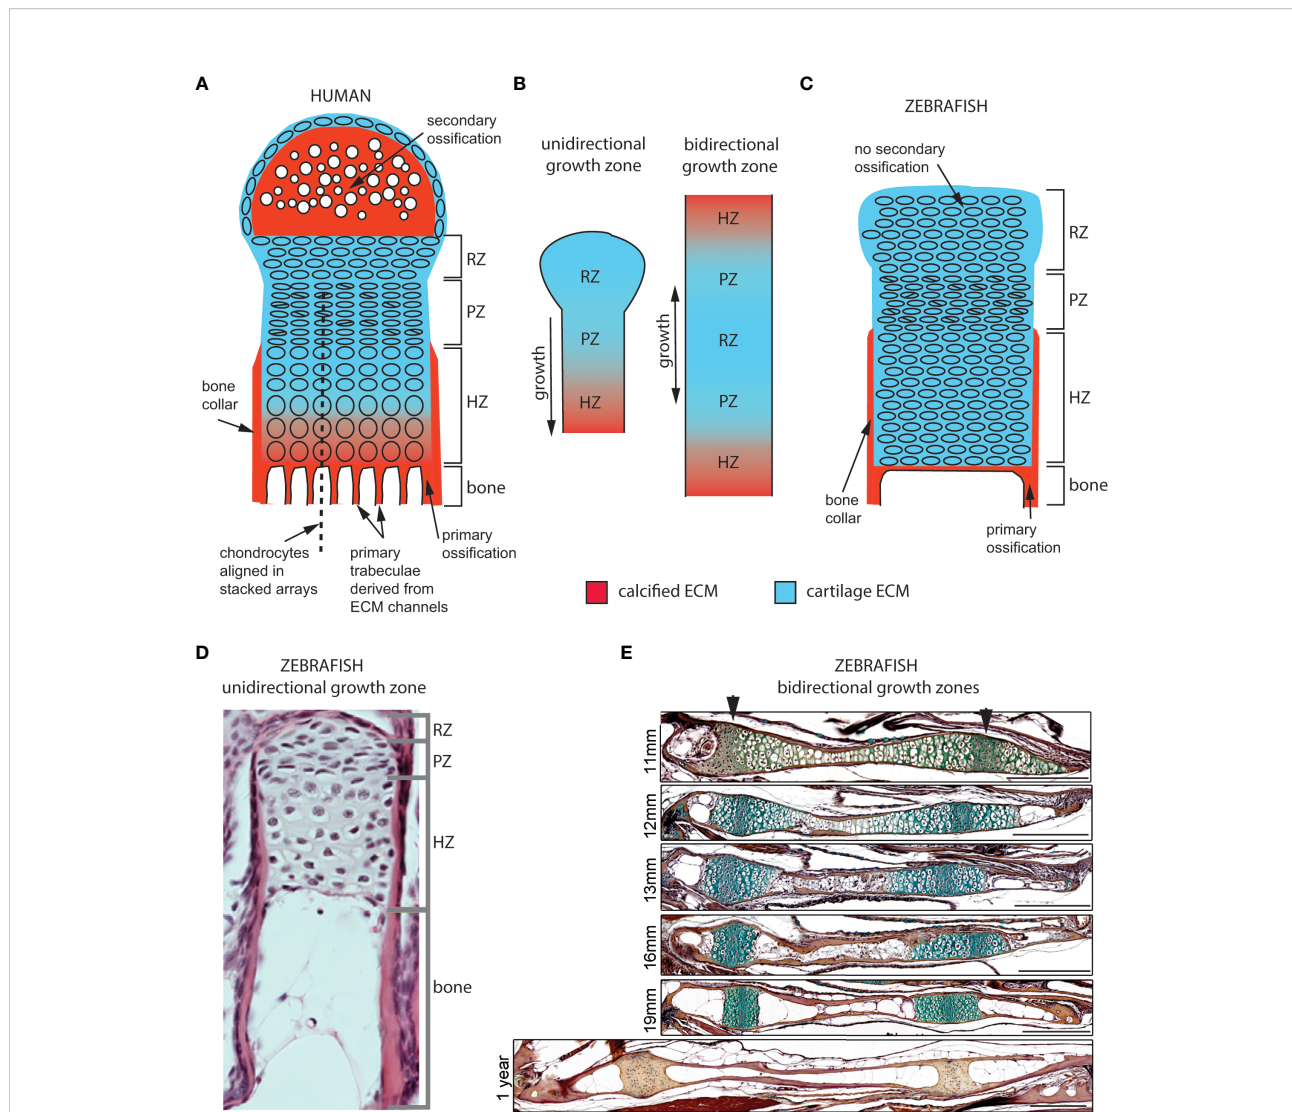 A
HUMAN
secondary
ossification
RZ
PZ
HZ
bone
bone
collar
chondrocytes
aligned in
stacked arrays
primary
trabeculae
derived from
ECM channels
primary
ossification
B
unidirectional
growth zone
bidirectional
growth zone
RZ
PZ
HZ
growth
HZ
PZ
RZ
PZ
HZ
growth
C
ZEBRAFISH
no secondary
ossification
RZ
PZ
HZ
bone
bone
collar
primary
ossification
calcified ECM
cartilage ECM
D
ZEBRAFISH
unidirectional growth zone
RZ
PZ
HZ
bone
E
ZEBRAFISH
bidirectional growth zones
11mm
12mm
13mm
16mm
19mm
1 year